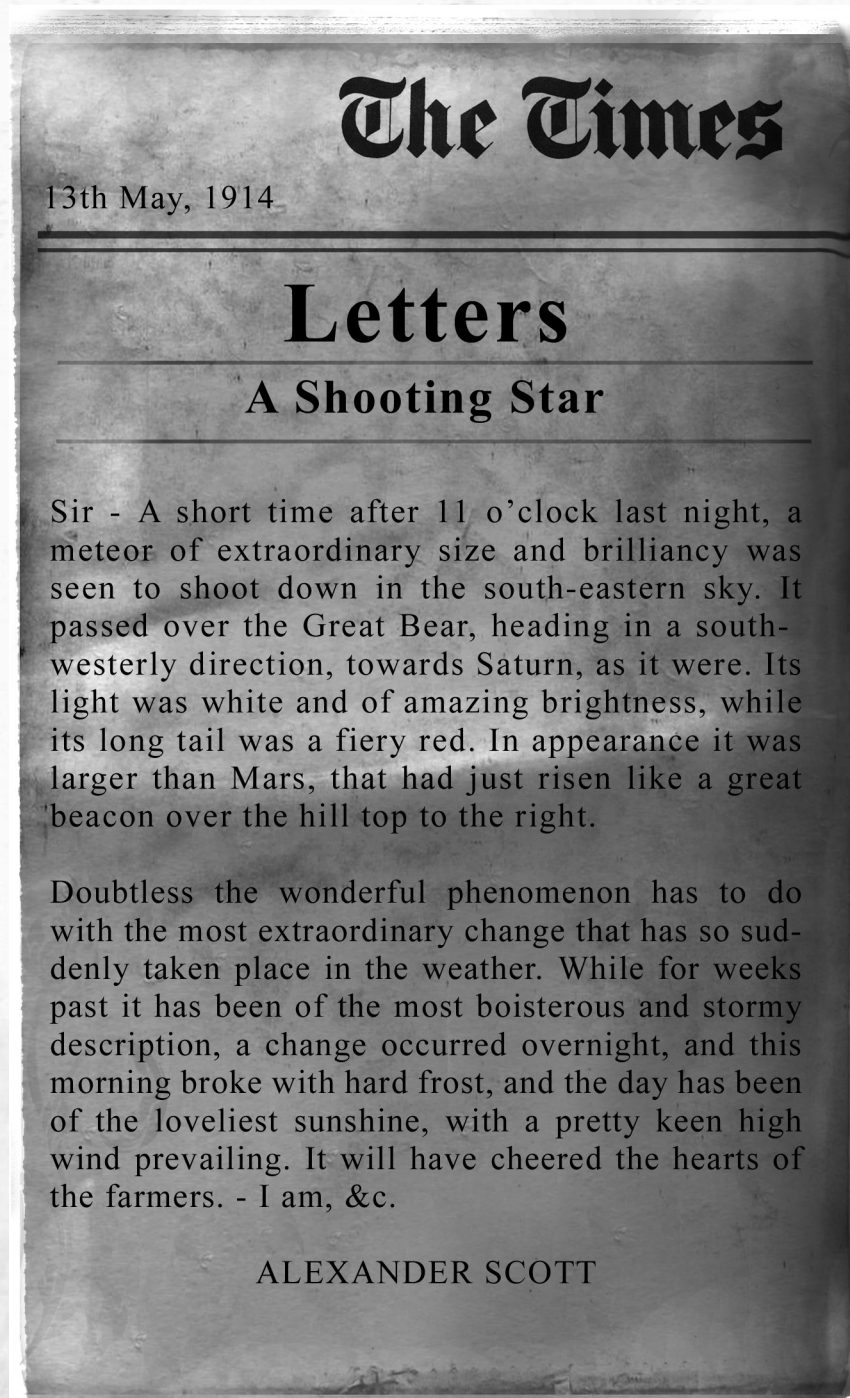 The Times
13th May, 1914
Letters
A Shooting Star
Sir - A short time after 11 o’clock last night, a
meteor of extraordinary size and brilliancy was
seen to shoot down in the south-eastern sky. It
passed over the Great Bear, heading in a south-
westerly direction, towards Saturn, as it were. Its
light was white and of amazing brightness, while
its long tail was a fiery red. In appearance it was
larger than Mars, that had just risen like a great
beacon over the hill top to the right.
Doubtless the wonderful phenomenon has to do
with the most extraordinary change that has so sud-
denly taken place in the weather. While for weeks
past it has been of the most boisterous and stormy
description, a change occurred overnight, and this
morning broke with hard frost, and the day has been
of the loveliest sunshine, with a pretty keen high
wind prevailing. It will have cheered the hearts of
the farmers. - I am, &c.
ALEXANDER SCOTT